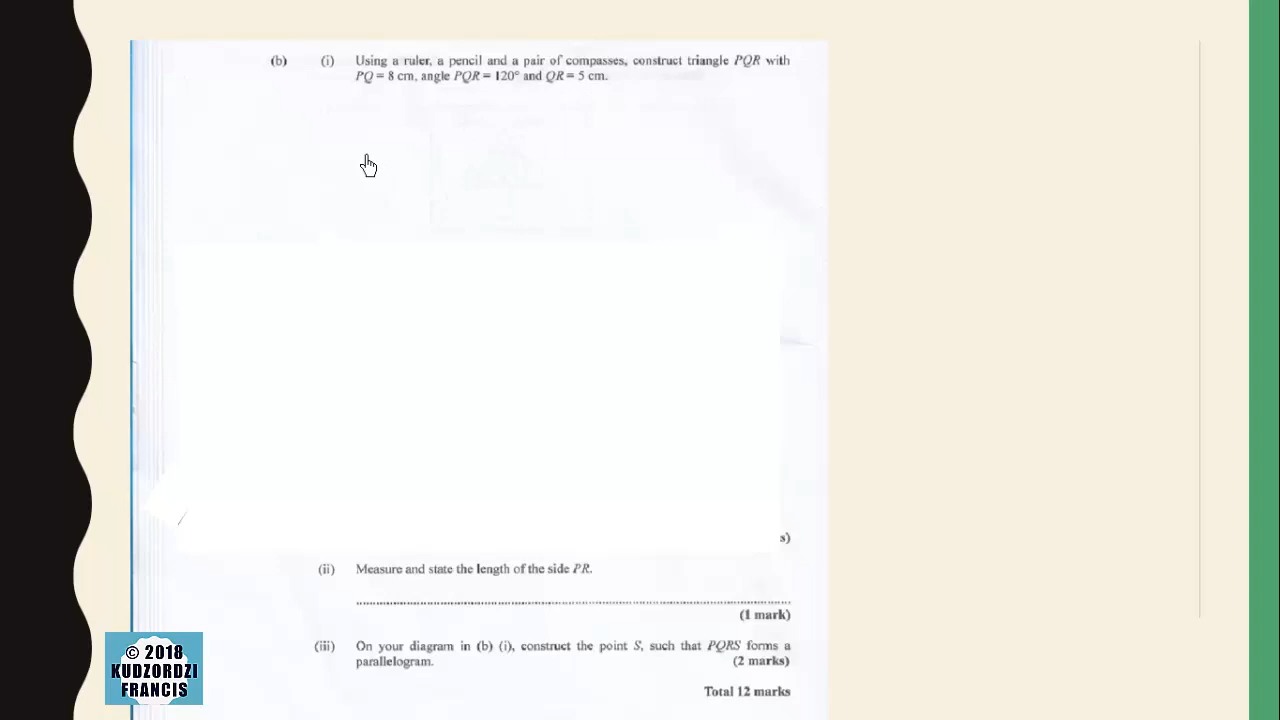 (b) (i) Using a ruler, a pencil and a pair of compasses, construct triangle PQR with
PQ = 8 cm, angle PQR = 120° and QR = 5 cm.
s)
(ii) Measure and state the length of the side PR.
(1 mark)
(iii) On your diagram in (b) (i), construct the point S, such that PQRS forms a
parallelogram. (2 marks)
Total 12 marks
© 2018
KUDZORDZI
FRANCIS